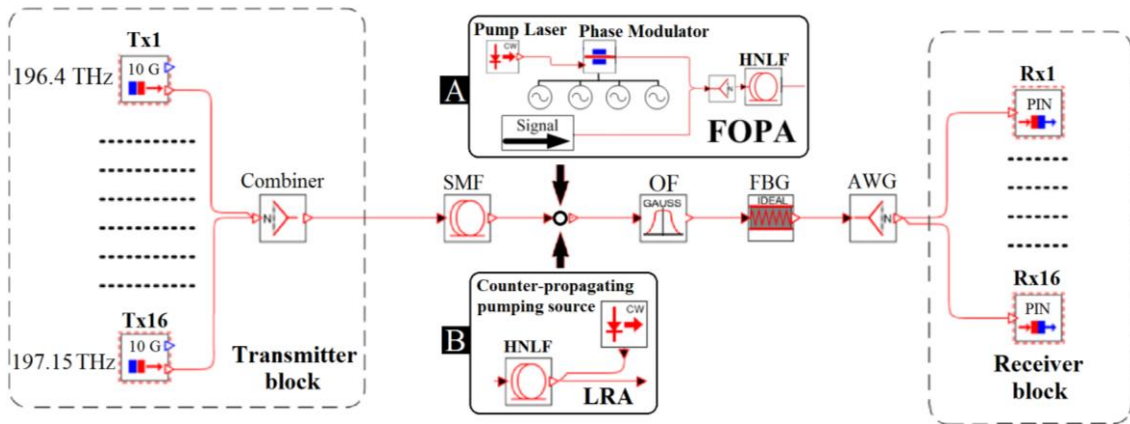 Tx1
10 G
196.4 THz
Combiner
N
Tx16
10 G
197.15 THz
Transmitter
block
A
Pump Laser
Phase Modulator
CW
HNLF
N
Signal
FOPA
SMF
OF
GAUSS
FBG
IDEAL
AWG
N
B
Counter-propagating
pumping source
CW
HNLF
LRA
Rx1
PIN
Rx16
PIN
Receiver
block